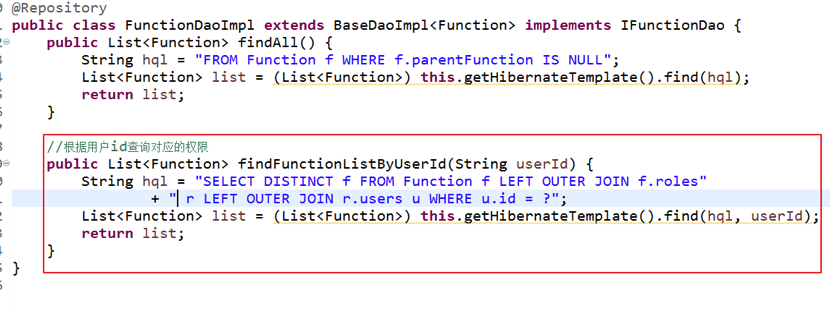 @Repository
public class FunctionDaoImpl extends BaseDaoImpl<Function> implements IFunctionDao {
    public List<Function> findAll() {
        String hql = "FROM Function f WHERE f.parentFunction IS NULL";
        List<Function> list = (List<Function>) this.getHibernateTemplate().find(hql);
        return list;
    }

    //根据用户id查询对应的权限
    public List<Function> findFunctionListByUserId(String userId) {
        String hql = "SELECT DISTINCT f FROM Function f LEFT OUTER JOIN f.roles"
                + " r LEFT OUTER JOIN r.users u WHERE u.id = ?";
        List<Function> list = (List<Function>) this.getHibernateTemplate().find(hql, userId);
        return list;
    }
}